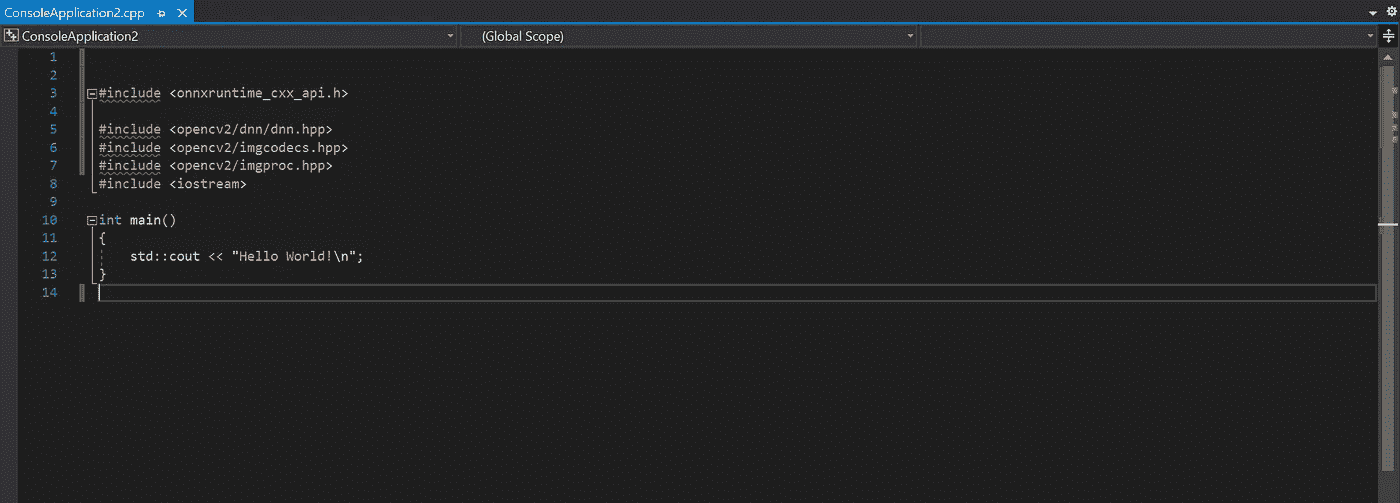 ConsoleApplication2.cpp
ConsoleApplication2 (Global Scope)
1
2
3 #include <onnxruntime_cxx_api.h>
4
5 #include <opencv2/dnn/dnn.hpp>
6 #include <opencv2/imgcodecs.hpp>
7 #include <opencv2/imgproc.hpp>
8 #include <iostream>
9
10 int main()
11 {
12     std::cout << "Hello World!\n";
13 }
14